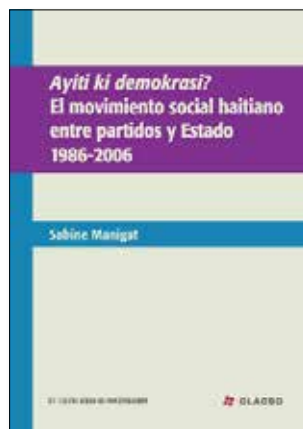 Ayiti ki demokrasi?
El movimiento social haitiano
entre partidos y Estado
1986-2006
Sabine Manigat
CLACSO